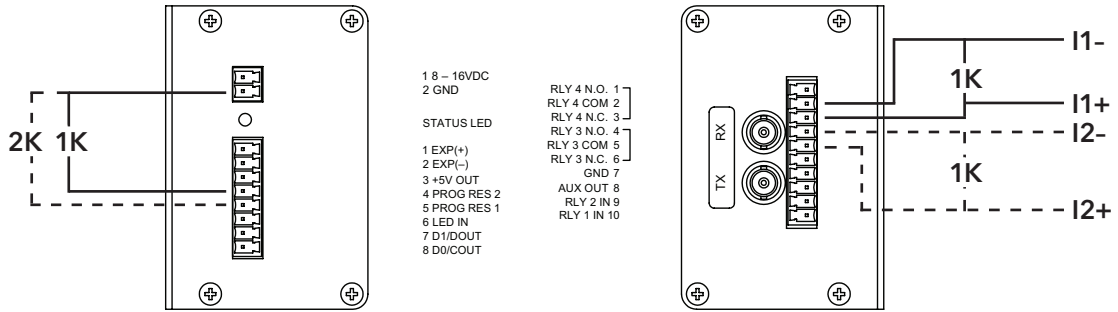 2K
1K
1 8 – 16VDC
2 GND
STATUS LED
1 EXP(+)
2 EXP(–)
3 +5V OUT
4 PROG RES 2
5 PROG RES 1
6 LED IN
7 D1/DOUT
8 D0/COUT
RLY 4 N.O. 1
RLY 4 COM 2
RLY 4 N.C. 3
RLY 3 N.O. 4
RLY 3 COM 5
RLY 3 N.C. 6
GND 7
AUX OUT 8
RLY 2 IN 9
RLY 1 IN 10
RX
TX
I1-
1K
I1+
I2-
1K
I2+